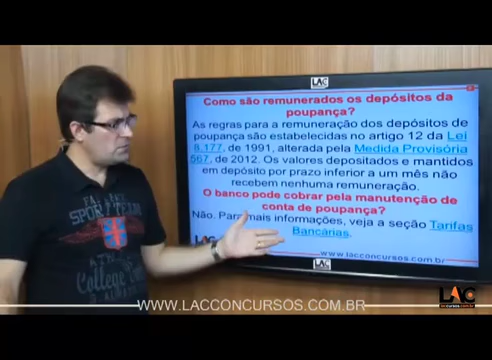 LAC
Como são remunerados os depósitos da
poupança?
As regras para a remuneração dos depósitos de
poupança são estabelecidas no artigo 12 da Lei
8.177, de 1991, alterada pela Medida Provisória
567, de 2012. Os valores depositados e mantidos
em depósito por prazo inferior a um mês não
recebem nenhuma remuneração.
O banco pode cobrar pela manutenção de
conta de poupança?
Não. Para mais informações, veja a seção Tarifas
Bancárias.
LAC
www.lacconcursos.com.br
LAC
SPORT
COLLEGE
WWW.LACCONCURSOS.COM.BR
LAC